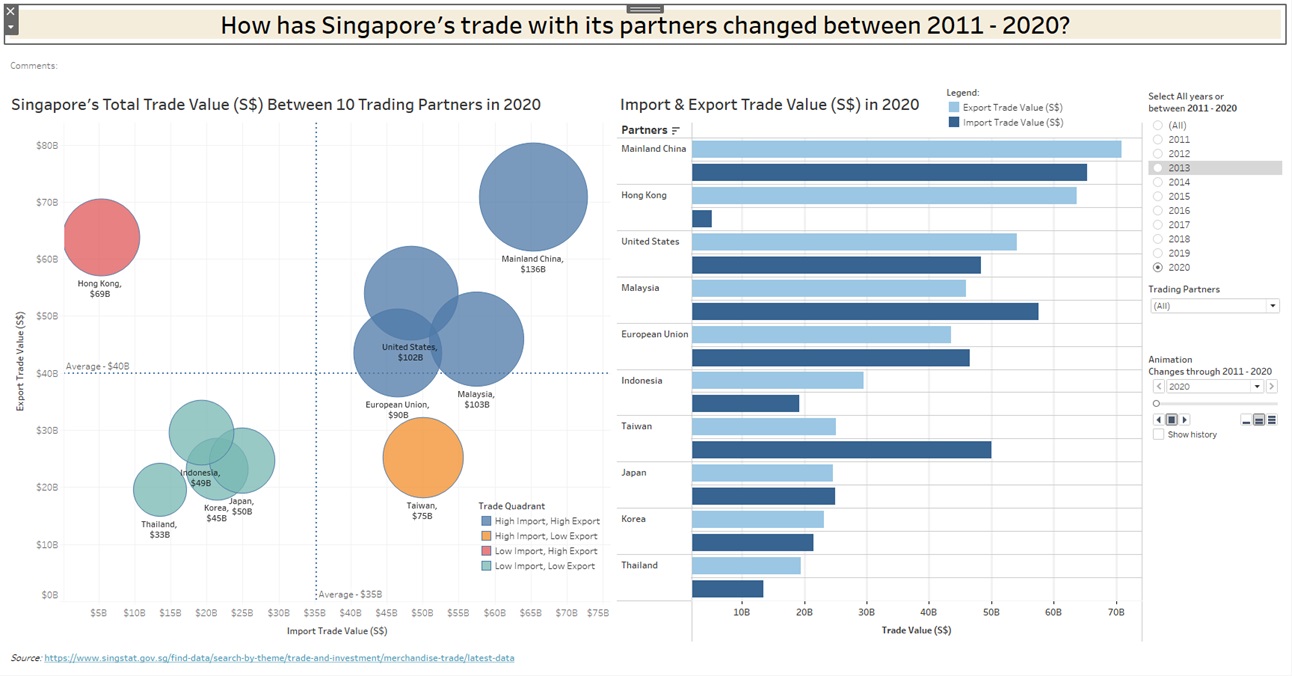 How has Singapore's trade with its partners changed between 2011 - 2020?
Comments:
Singapore's Total Trade Value (S$) Between 10 Trading Partners in 2020
$80B
$70B
$60B
$50B
$40B
$30B
$20B
$10B
$0B
Export Trade Value (S$)
Average - $40B
Average - $35B
Hong Kong,
$69B
Mainland China,
$136B
United States,
$102B
European Union,
$90B
Malaysia,
$103B
Taiwan,
$75B
Indonesia,
$49B
Korea,
$45B
Japan,
$50B
Thailand,
$33B
Trade Quadrant
High Import, High Export
High Import, Low Export
Low Import, High Export
Low Import, Low Export
$5B $10B $15B $20B $25B $30B $35B $40B $45B $50B $55B $60B $65B $70B $75B
Import Trade Value (S$)
Import & Export Trade Value (S$) in 2020
Legend:
Export Trade Value (S$)
Import Trade Value (S$)
Partners
Mainland China
Hong Kong
United States
Malaysia
European Union
Indonesia
Taiwan
Japan
Korea
Thailand
10B 20B 30B 40B 50B 60B 70B
Trade Value (S$)
Select All years or
between 2011 - 2020
(All)
2011
2012
2013
2014
2015
2016
2017
2018
2019
2020
Trading Partners
(All)
Animation
Changes through 2011 - 2020
2020
Show history
Source: https://www.singstat.gov.sg/find-data/search-by-theme/trade-and-investment/merchandise-trade/latest-data